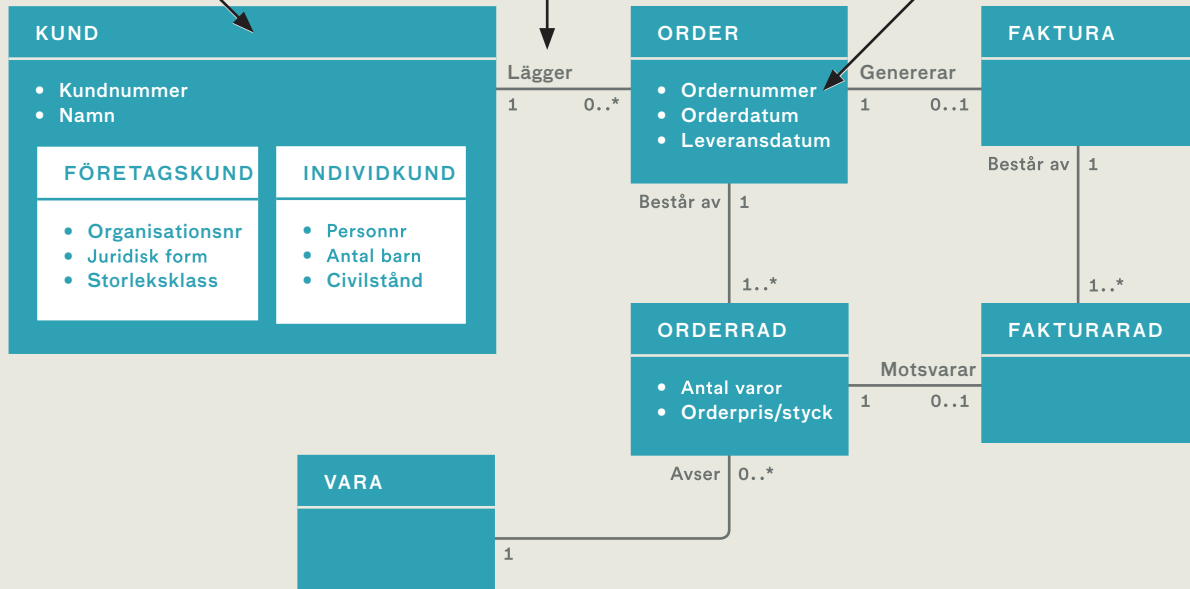 KUND
Kundnummer
Namn
FÖRETAGSKUND
Organisationsnr
Juridisk form
Storleksklass
INDIVIDKUND
Personnr
Antal barn
Civilstånd
Lägger
1 0..*
ORDER
Ordernummer
Orderdatum
Leveransdatum
Genererar
1 0..1
FAKTURA
Består av 1
1..*
Består av 1
1..*
ORDERRAD
Antal varor
Orderpris/styck
Motsvarar
1 0..1
FAKTURARAD
Avser 0..*
VARA
1